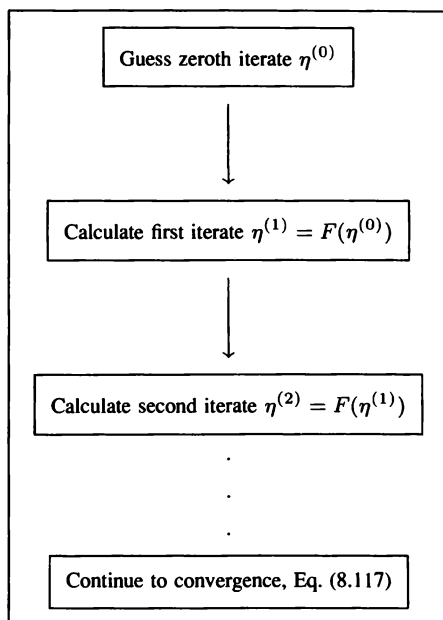 Guess zeroth iterate η^(0)
Calculate first iterate η^(1) = F(η^(0))
Calculate second iterate η^(2) = F(η^(1))
.
.
.
Continue to convergence, Eq. (8.117)